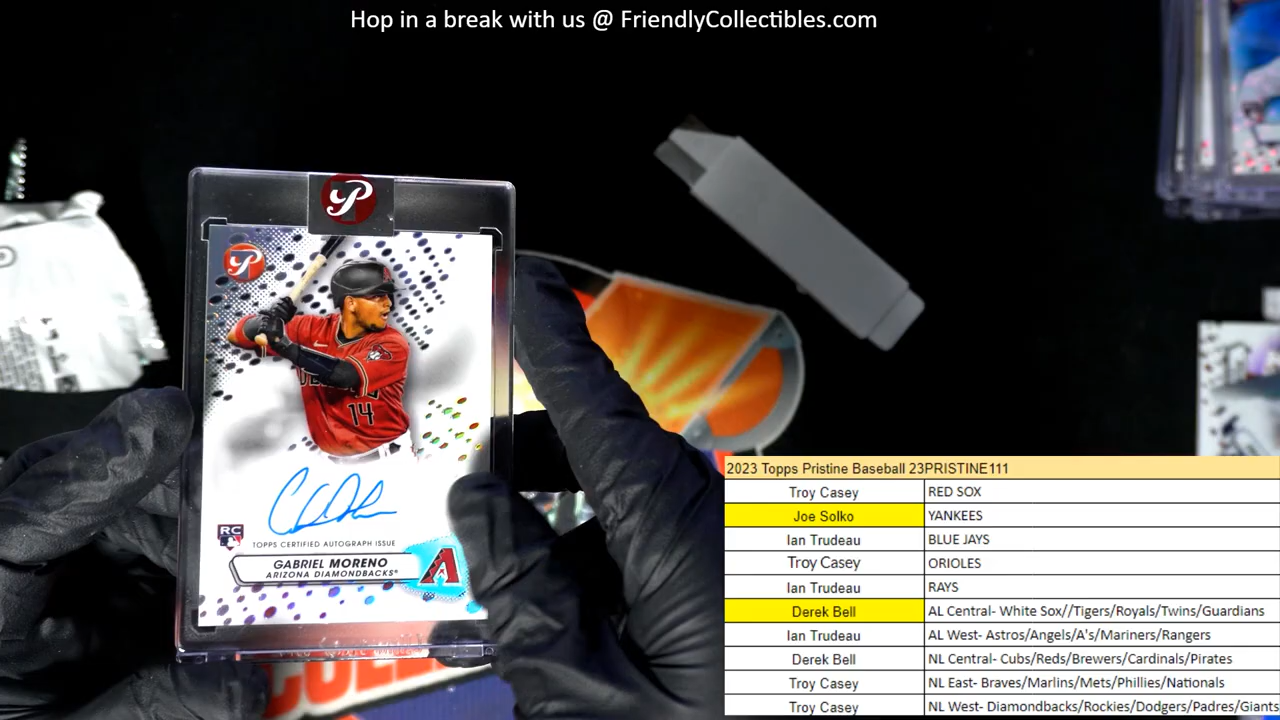 Hop in a break with us @ FriendlyCollectibles.com
P
P
14
RC
TOPPS CERTIFIED AUTOGRAPH ISSUE
GABRIEL MORENO
ARIZONA DIAMONDBACKS®
A
2023 Topps Pristine Baseball 23PRISTINE111
Troy Casey RED SOX
Joe Solko YANKEES
Ian Trudeau BLUE JAYS
Troy Casey ORIOLES
Ian Trudeau RAYS
Derek Bell AL Central- White Sox//Tigers/Royals/Twins/Guardians
Ian Trudeau AL West- Astros/Angels/A's/Mariners/Rangers
Derek Bell NL Central- Cubs/Reds/Brewers/Cardinals/Pirates
Troy Casey NL East- Braves/Marlins/Mets/Phillies/Nationals
Troy Casey NL West- Diamondbacks/Rockies/Dodgers/Padres/Giants